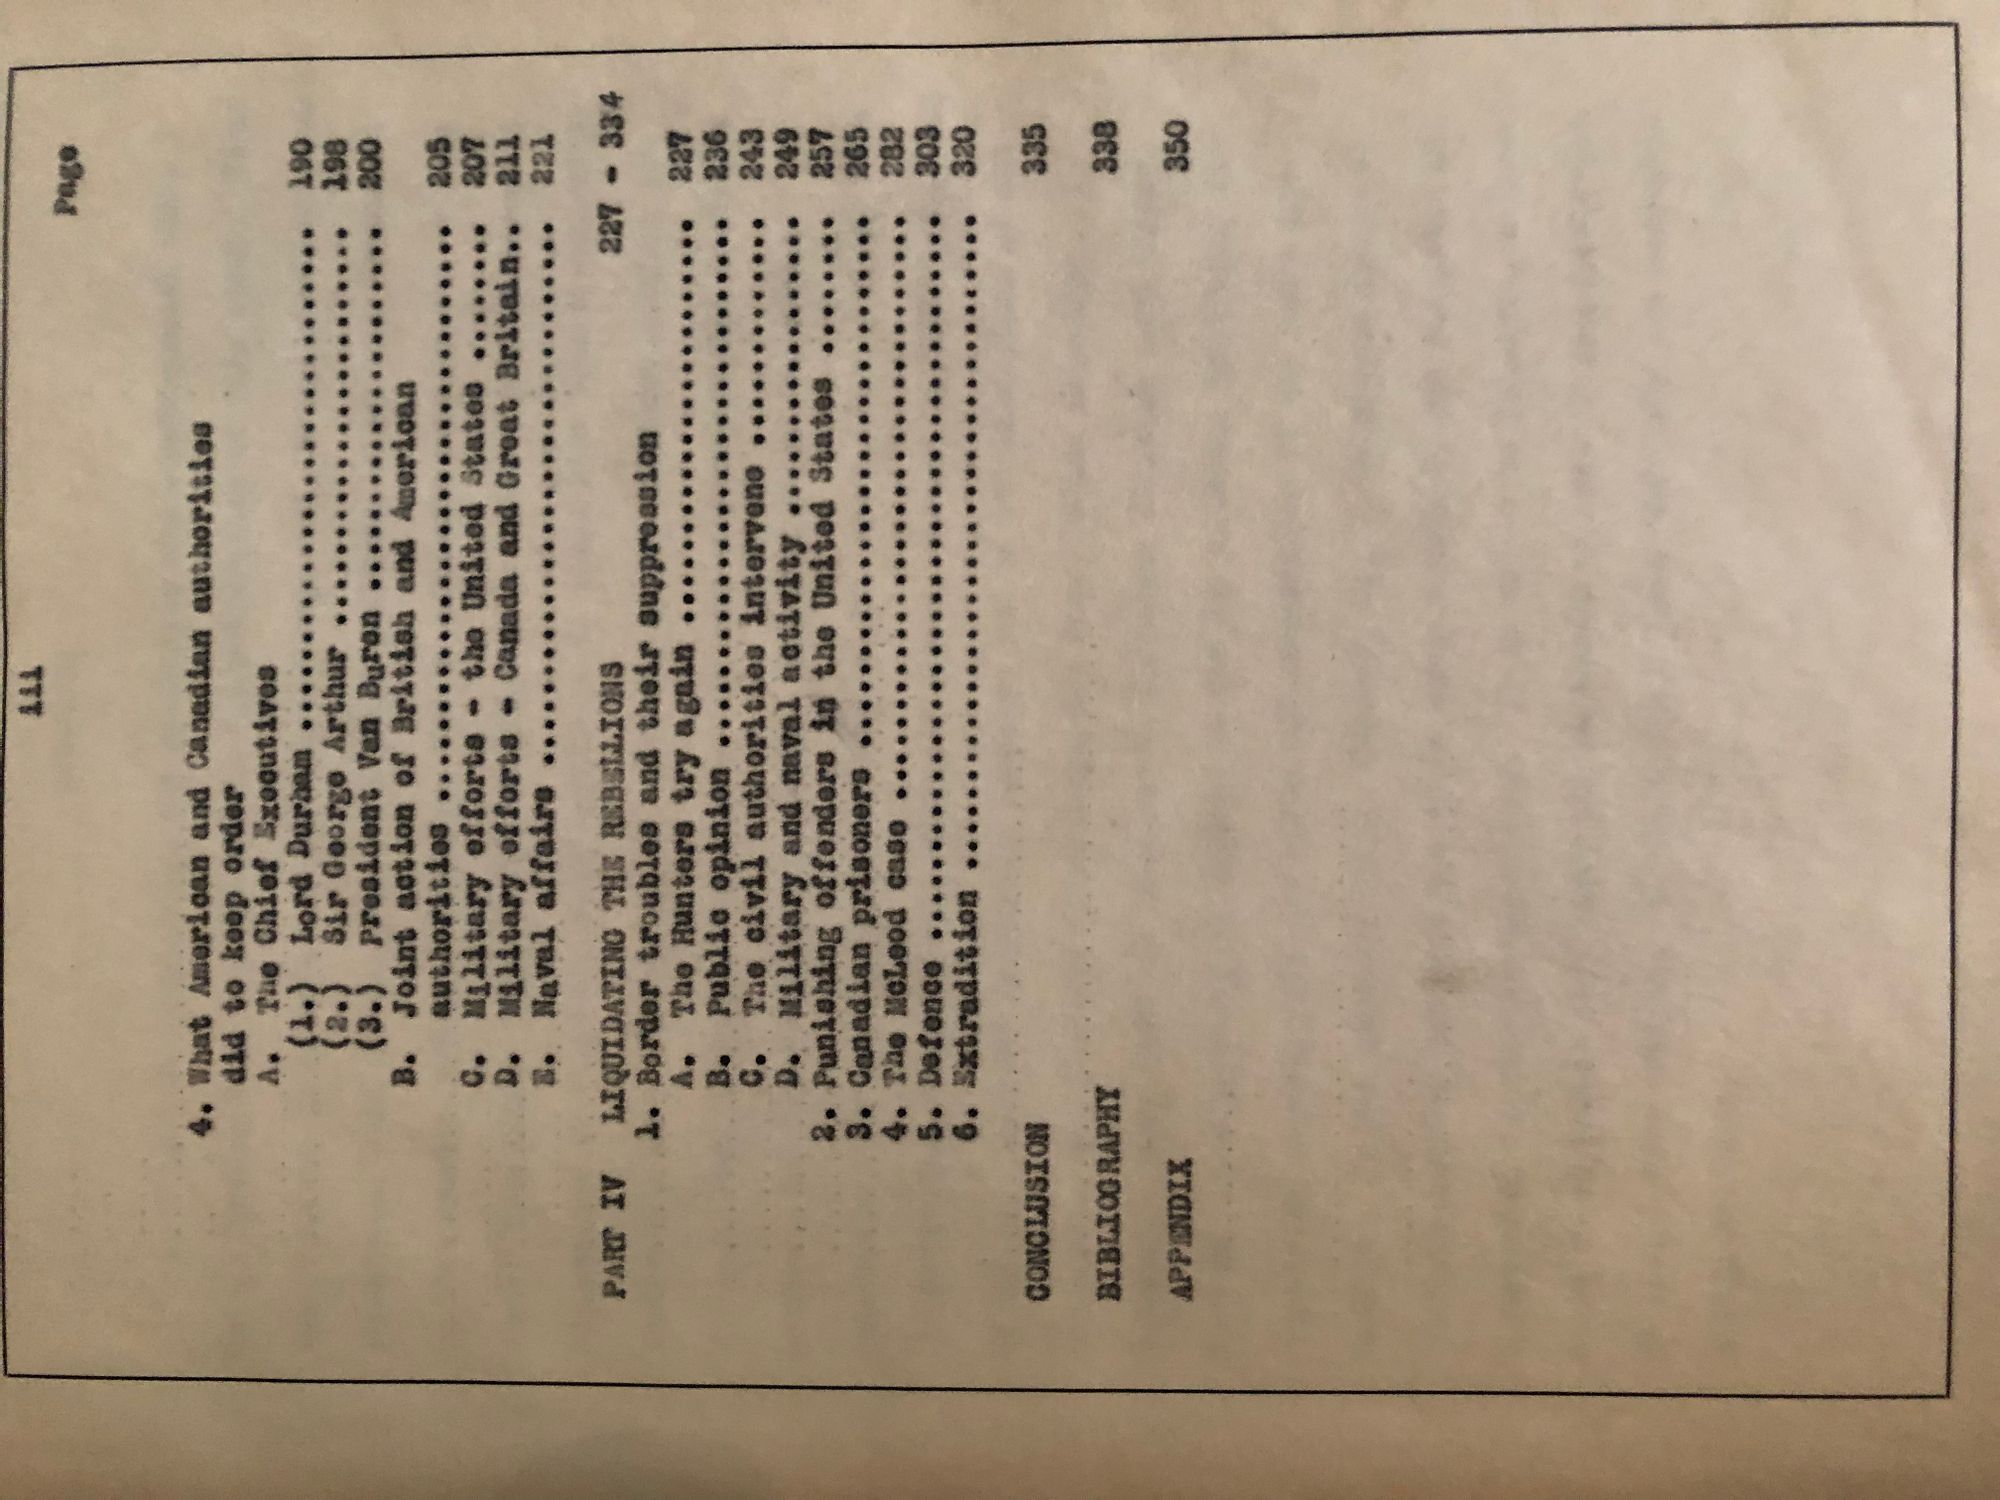 iii
Page
4. What American and Canadian authorities
did to keep order
A. The Chief Executives
(1.) Lord Durham ............................ 190
(2.) Sir George Arthur ...................... 198
(3.) President Van Buren .................... 200
B. Joint action of British and American
authorities ................................ 205
C. Military efforts - the United States ........ 207
D. Military efforts - Canada and Great Britain.. 211
E. Naval affairs .............................. 221
PART IV LIQUIDATING THE REBELLIONS 227 - 334
1. Border troubles and their suppression
A. The Hunters try again ...................... 227
B. Public opinion ............................. 236
C. The civil authorities intervene ............ 243
D. Military and naval activity ................ 249
2. Punishing offenders in the United States ........ 257
3. Canadian prisoners ............................. 265
4. The McLeod case ................................ 282
5. Defence ........................................ 303
6. Extradition .................................... 320
CONCLUSION 335
BIBLIOGRAPHY 338
APPENDIX 350